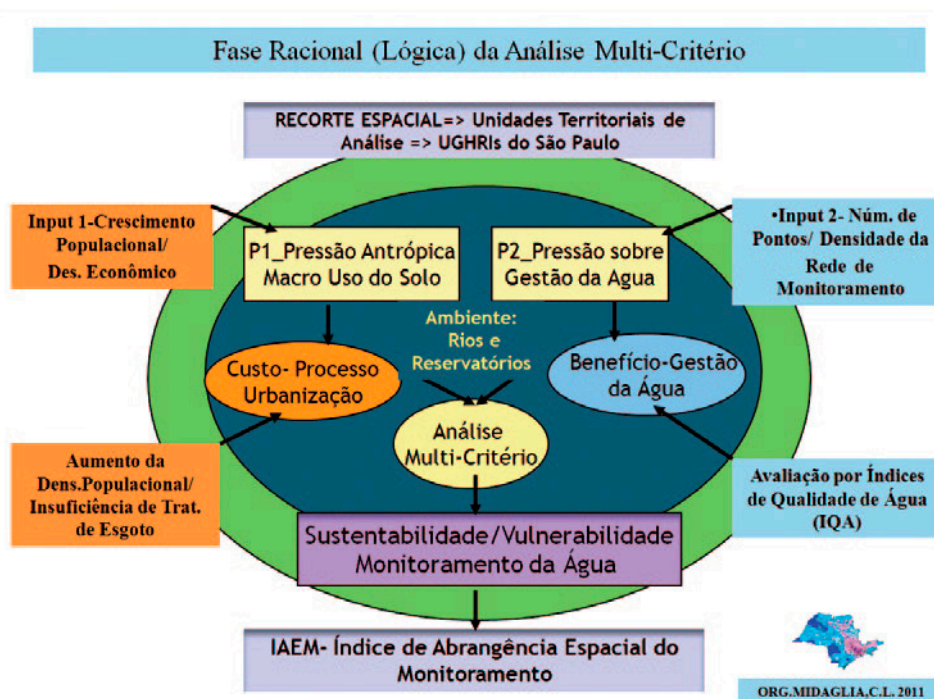 Fase Racional (Lógica) da Análise Multi-Critério
RECORTE ESPACIAL=> Unidades Territoriais de
Análise => UGHRIs do São Paulo
Input 1-Crescimento
Populacional/
Des. Econômico
P1_Pressão Antrópica
Macro Uso do Solo
P2_Pressão sobre
Gestão da Agua
•Input 2- Núm. de
Pontos/ Densidade da
Rede de
Monitoramento
Ambiente:
Rios e
Reservatórios
Custo- Processo
Urbanização
Benefício-Gestão
da Água
Análise
Multi-Critério
Aumento da
Dens.Populacional/
Insuficiência de Trat.
de Esgoto
Avaliação por Índices
de Qualidade de Água
(IQA)
Sustentabilidade/Vulnerabilidade
Monitoramento da Água
IAEM- Índice de Abrangência Espacial do
Monitoramento
ORG.MIDAGLIA,C.L. 2011